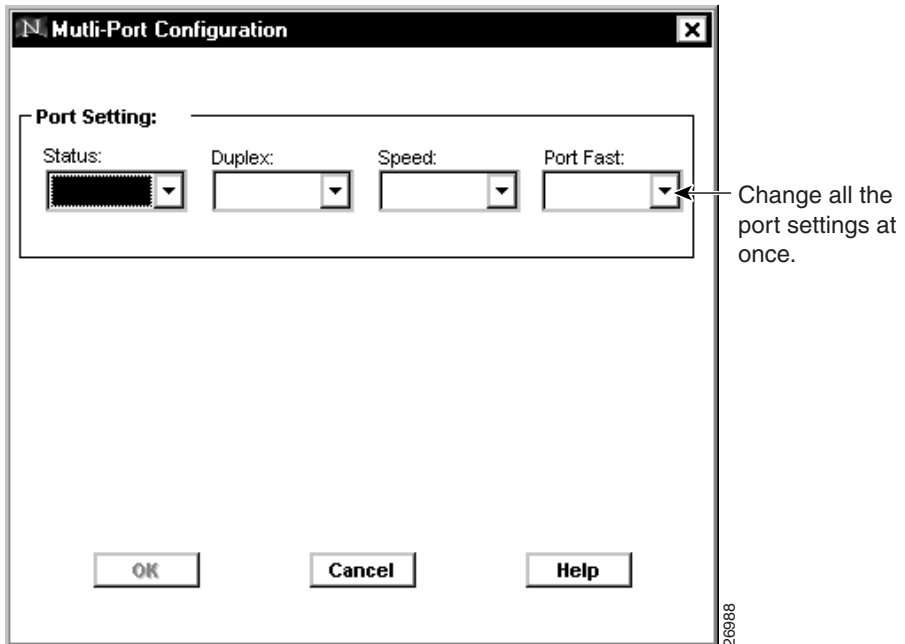 N Mutli-Port Configuration
Port Setting:
Status: Duplex: Speed: Port Fast:
Change all the
port settings at
once.
OK Cancel Help
26988